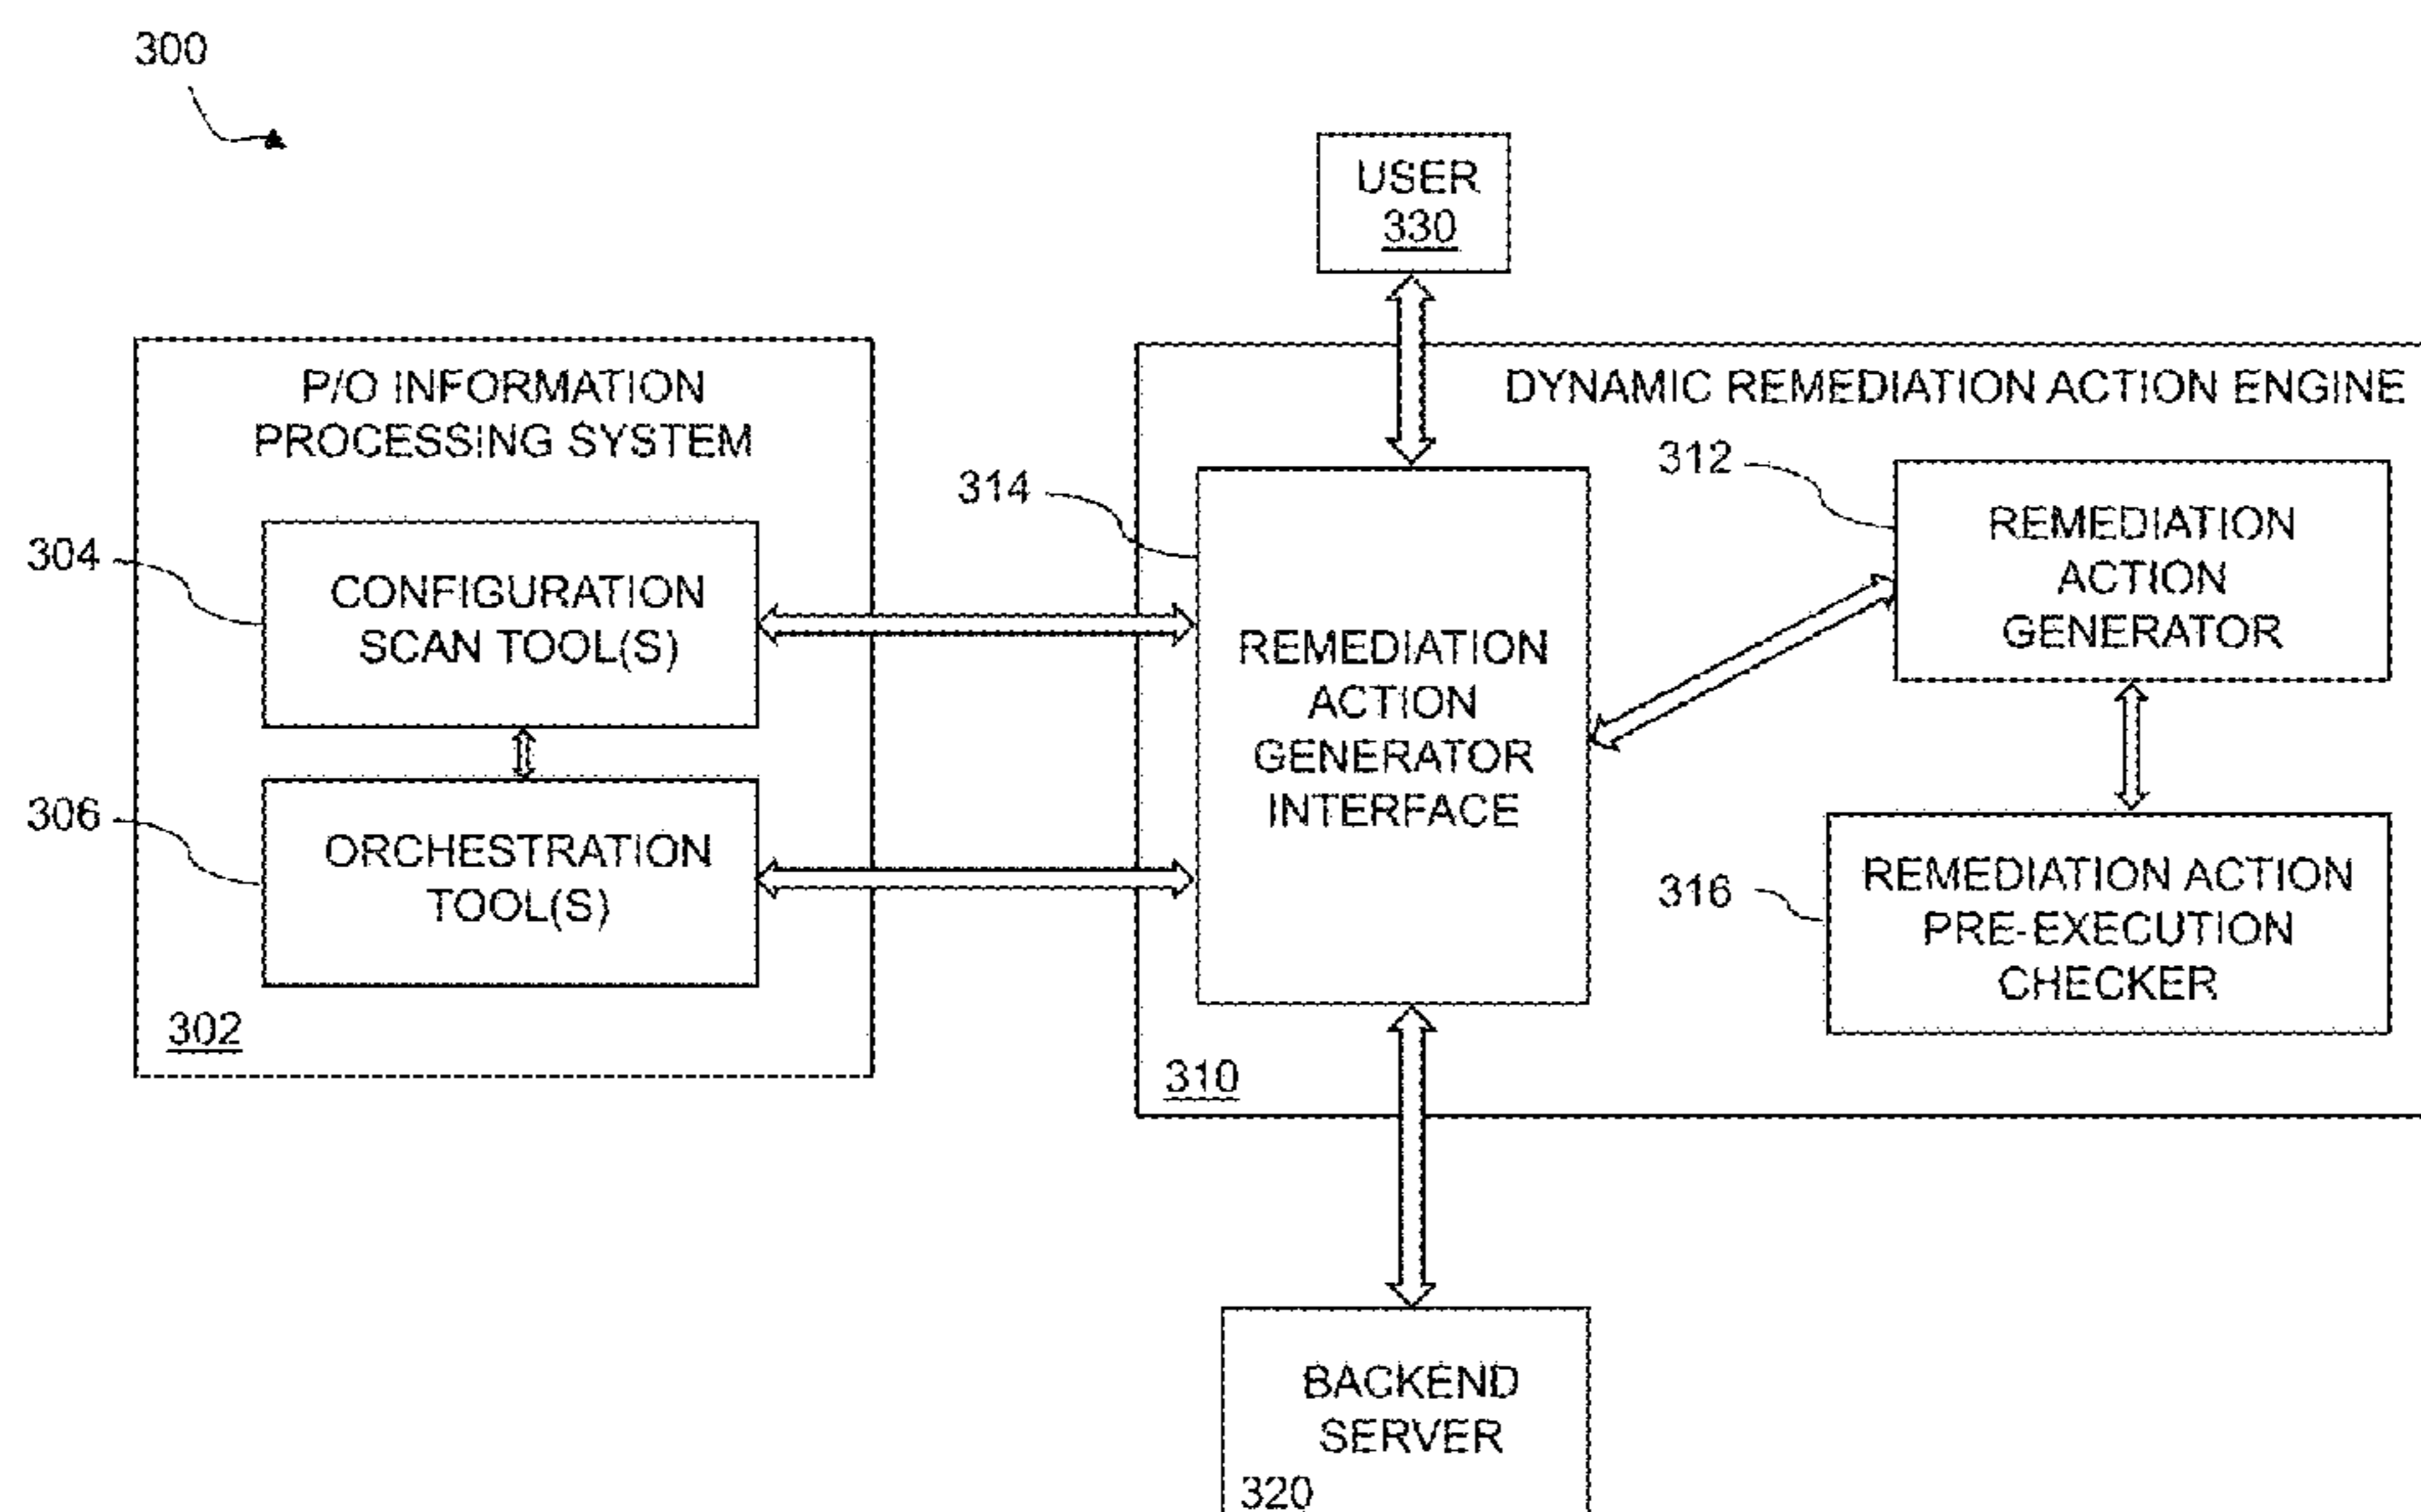 300
USER
330
P/O INFORMATION
PROCESSING SYSTEM
DYNAMIC REMEDIATION ACTION ENGINE
304
CONFIGURATION
SCAN TOOL(S)
306
ORCHESTRATION
TOOL(S)
302
314
REMEDIATION
ACTION
GENERATOR
INTERFACE
312
REMEDIATION
ACTION
GENERATOR
316
REMEDIATION ACTION
PRE-EXECUTION
CHECKER
310
BACKEND
SERVER
320